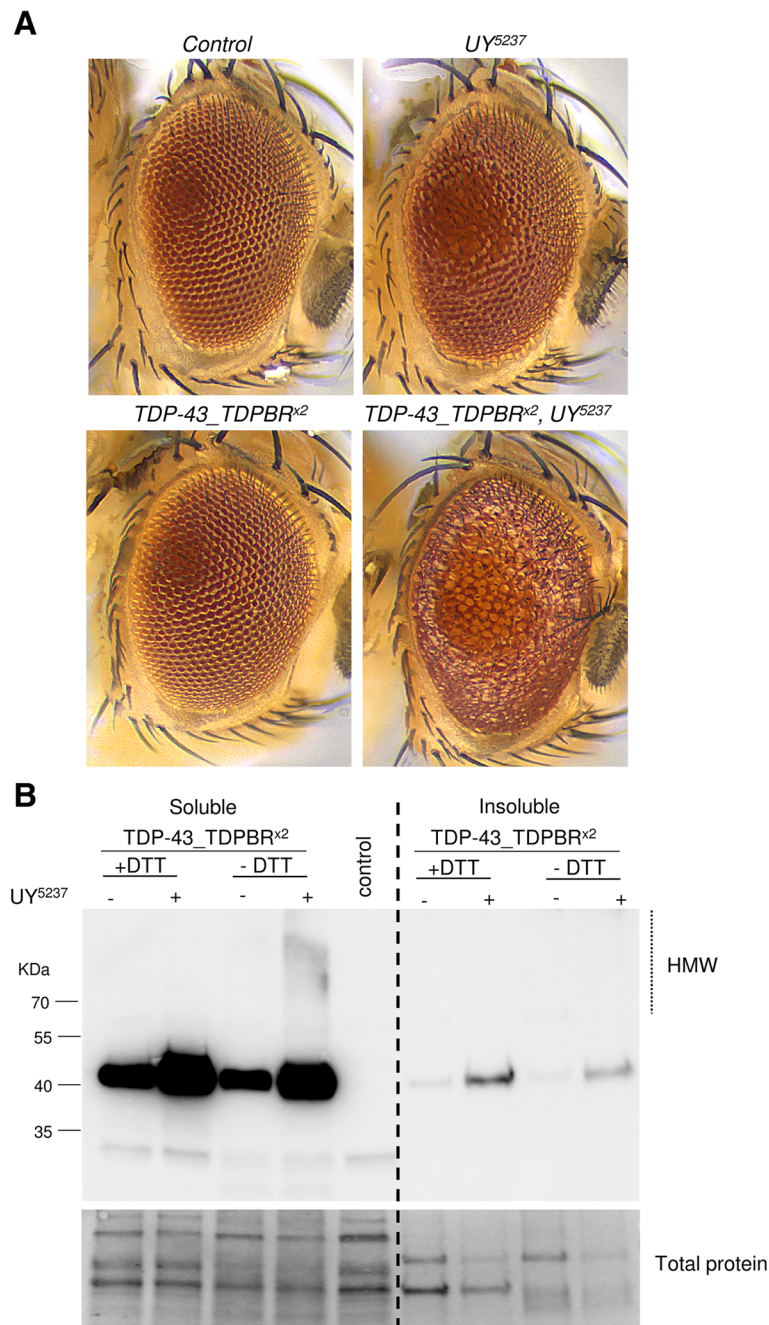 A
Control UY⁵²³⁷
TDP-43_TDPBRˣ² TDP-43_TDPBRˣ², UY⁵²³⁷
B
Soluble Insoluble
TDP-43_TDPBRˣ² control TDP-43_TDPBRˣ²
+DTT - DTT +DTT - DTT
UY⁵²³⁷ - + - + - + - +
KDa
HMW
70
55
40
35
Total protein